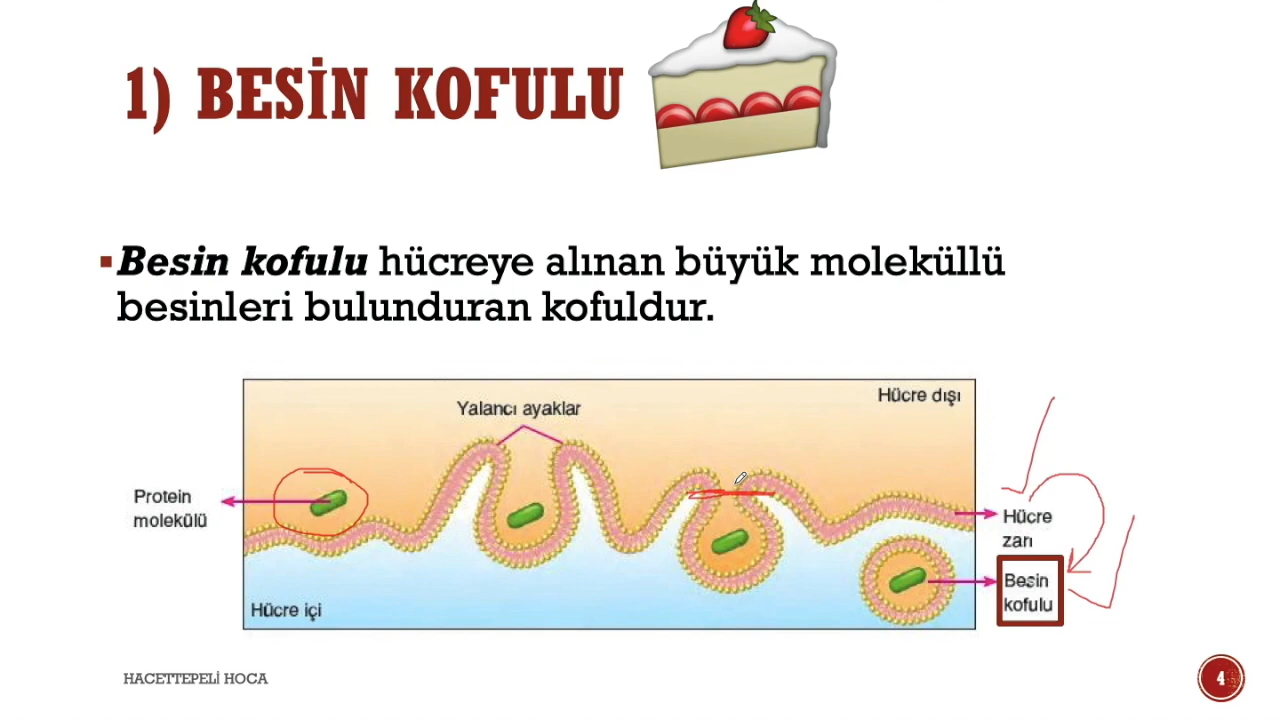 1) BESİN KOFULU
Besin kofulu hücreye alınan büyük moleküllü
besinleri bulunduran kofuldur.
Hücre dışı
Yalancı ayaklar
Protein
molekülü
Hücre
zarı
Besin
kofulu
Hücre içi
HACETTEPELİ HOCA
4